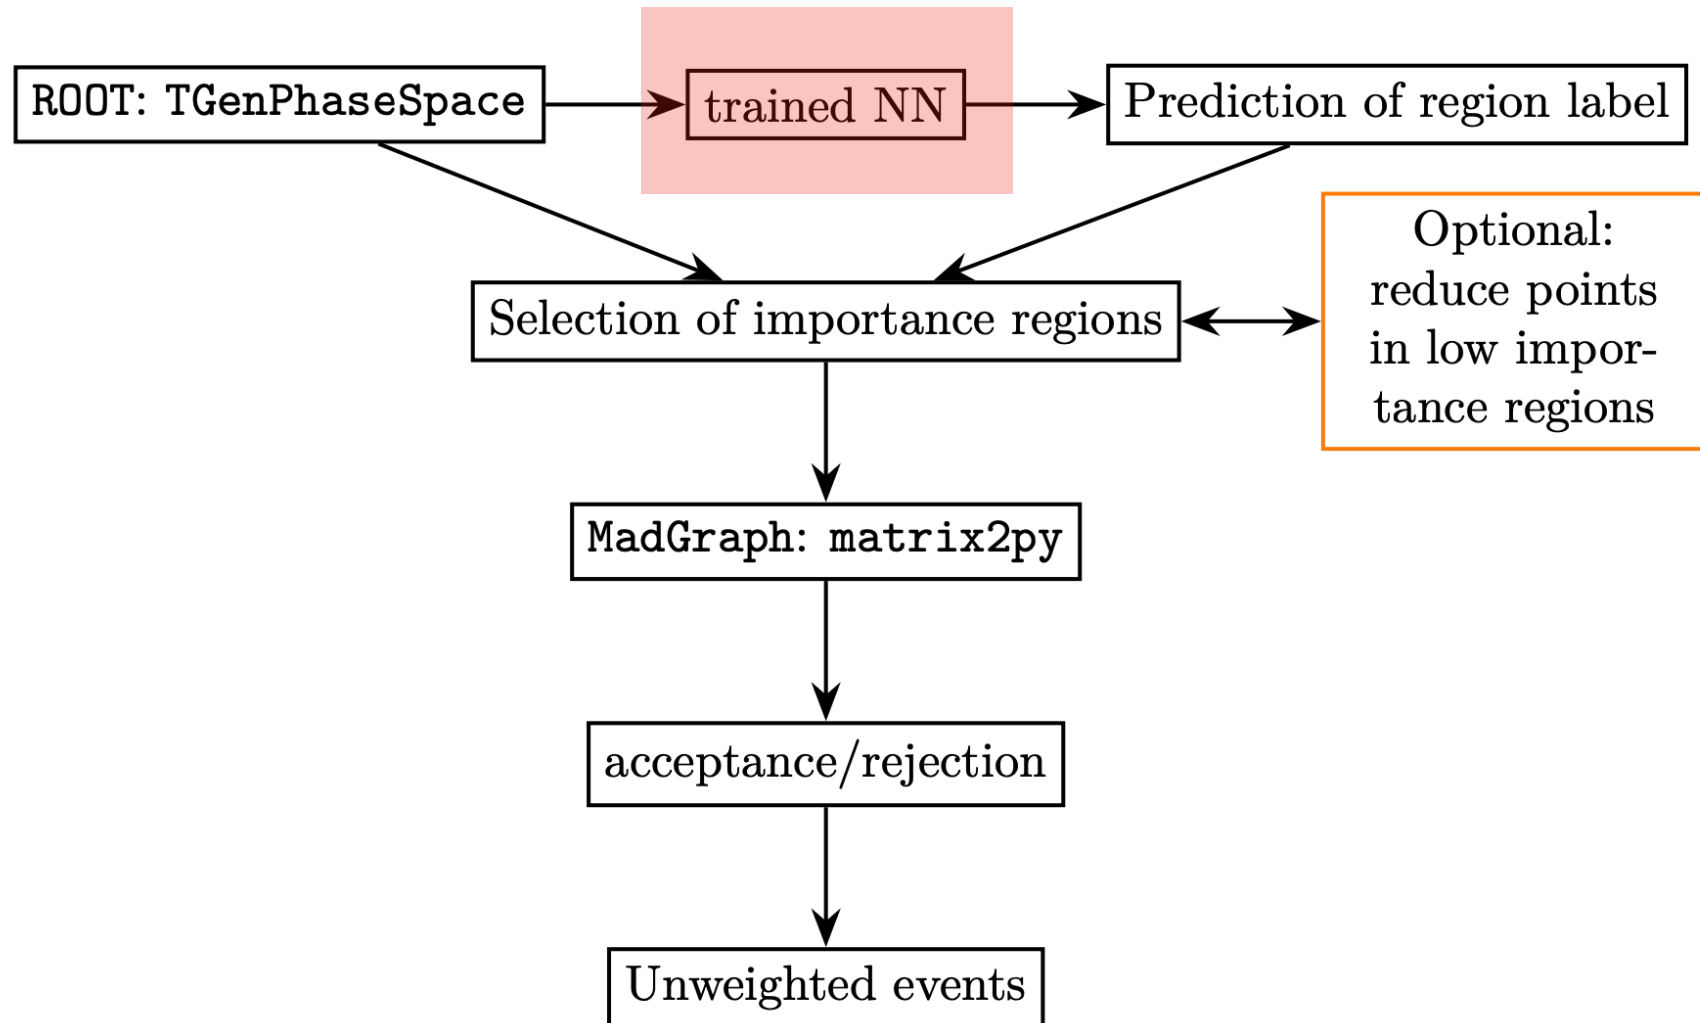 ROOT: TGenPhaseSpace
trained NN
Prediction of region label
Selection of importance regions
Optional:
reduce points
in low impor-
tance regions
MadGraph: matrix2py
acceptance/rejection
Unweighted events